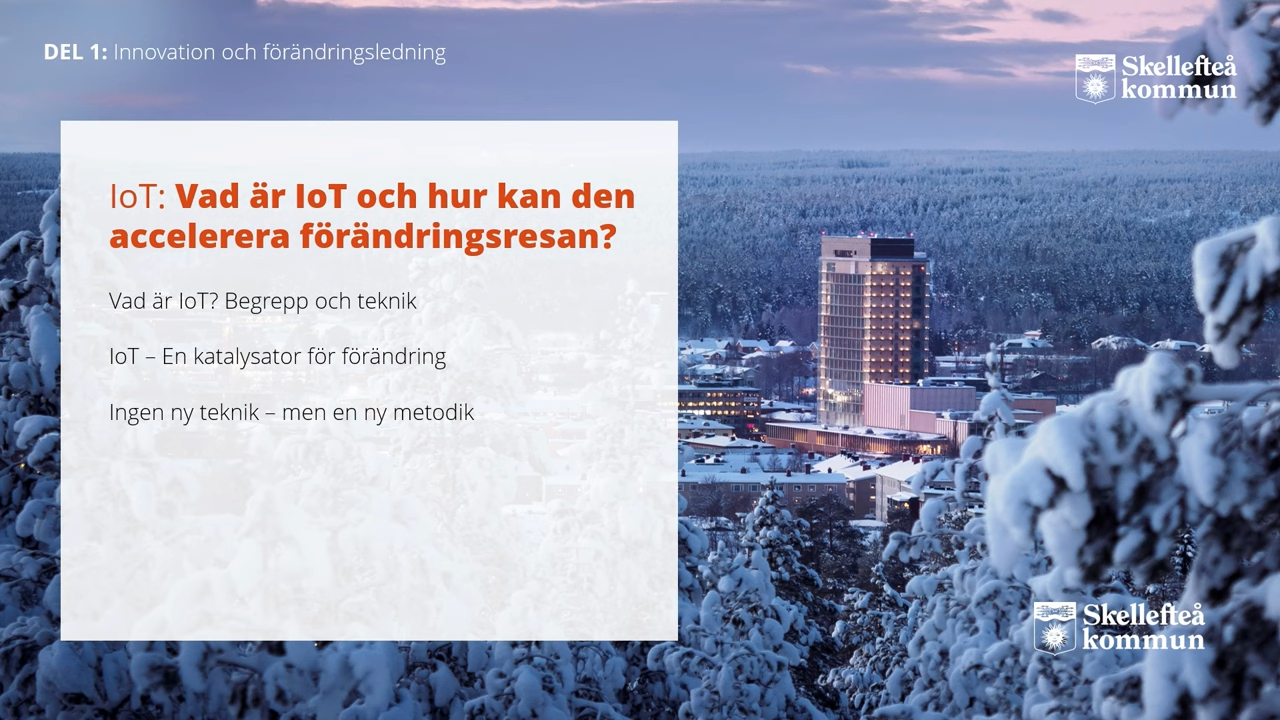 DEL 1: Innovation och förändringsledning
Skellefteå
kommun
IoT: Vad är IoT och hur kan den
accelerera förändringsresan?
Vad är IoT? Begrepp och teknik
IoT – En katalysator för förändring
Ingen ny teknik – men en ny metodik
Skellefteå
kommun